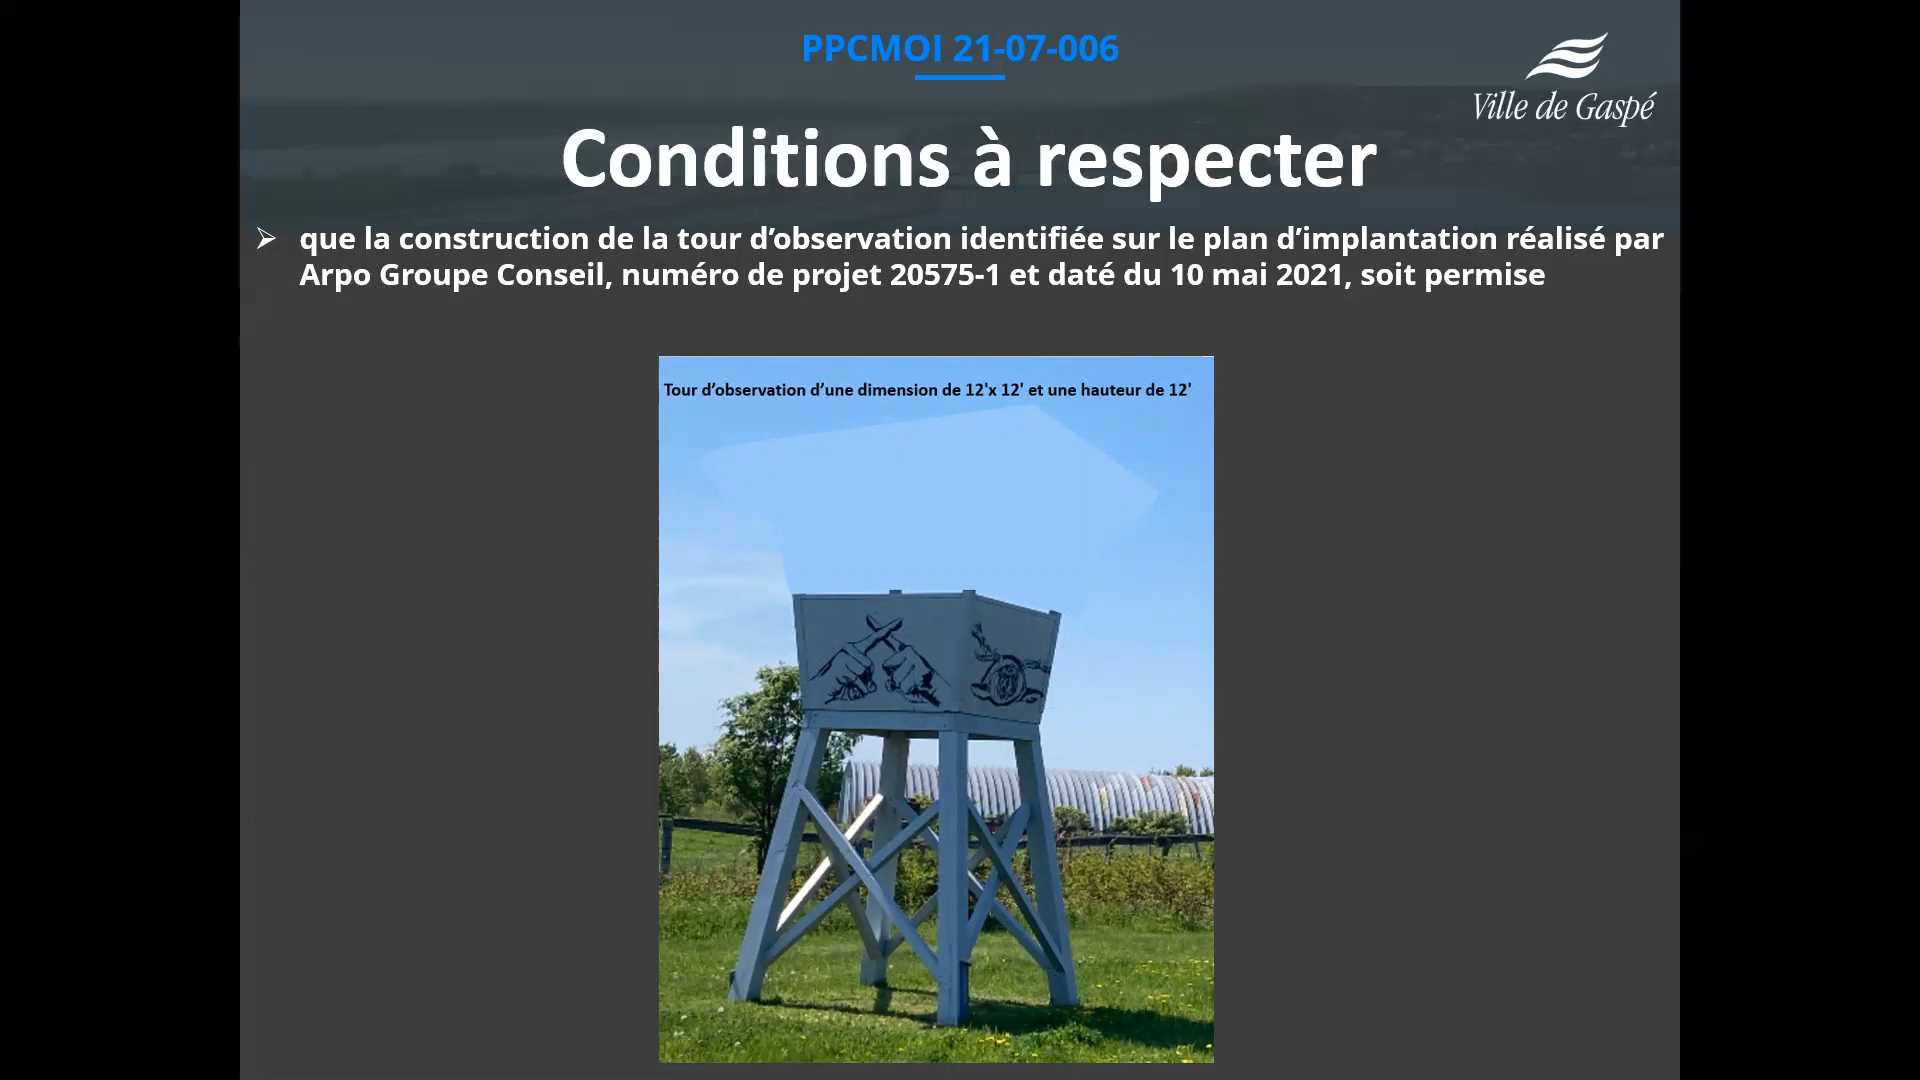 PPCMOI 21-07-006
Ville de Gaspé
Conditions à respecter
➢ que la construction de la tour d’observation identifiée sur le plan d’implantation réalisé par
Arpo Groupe Conseil, numéro de projet 20575-1 et daté du 10 mai 2021, soit permise
Tour d’observation d’une dimension de 12'x 12' et une hauteur de 12'